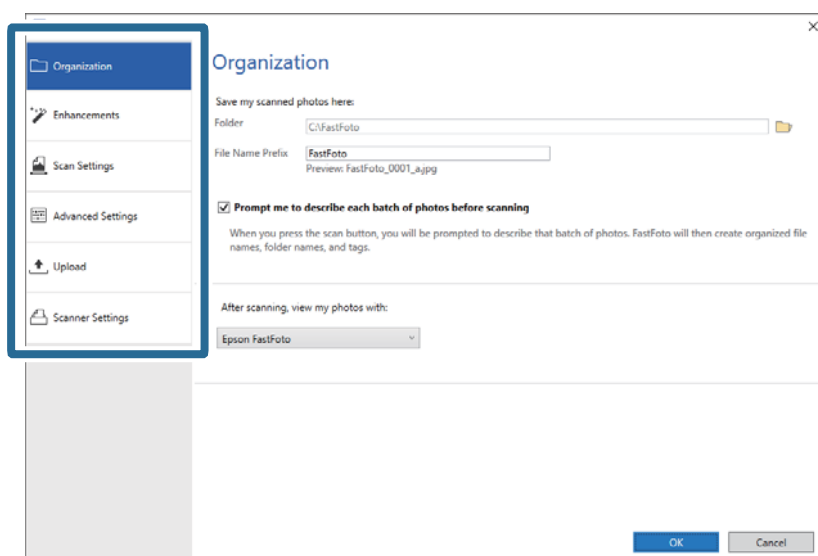 Organization
Enhancements
Scan Settings
Advanced Settings
Upload
Scanner Settings
Organization
Save my scanned photos here:
Folder
C:\FastFoto
File Name Prefix
FastFoto
Preview: FastFoto_0001_a.jpg
Prompt me to describe each batch of photos before scanning
When you press the scan button, you will be prompted to describe that batch of photos. FastFoto will then create organized file
names, folder names, and tags.
After scanning, view my photos with:
Epson FastFoto
OK
Cancel